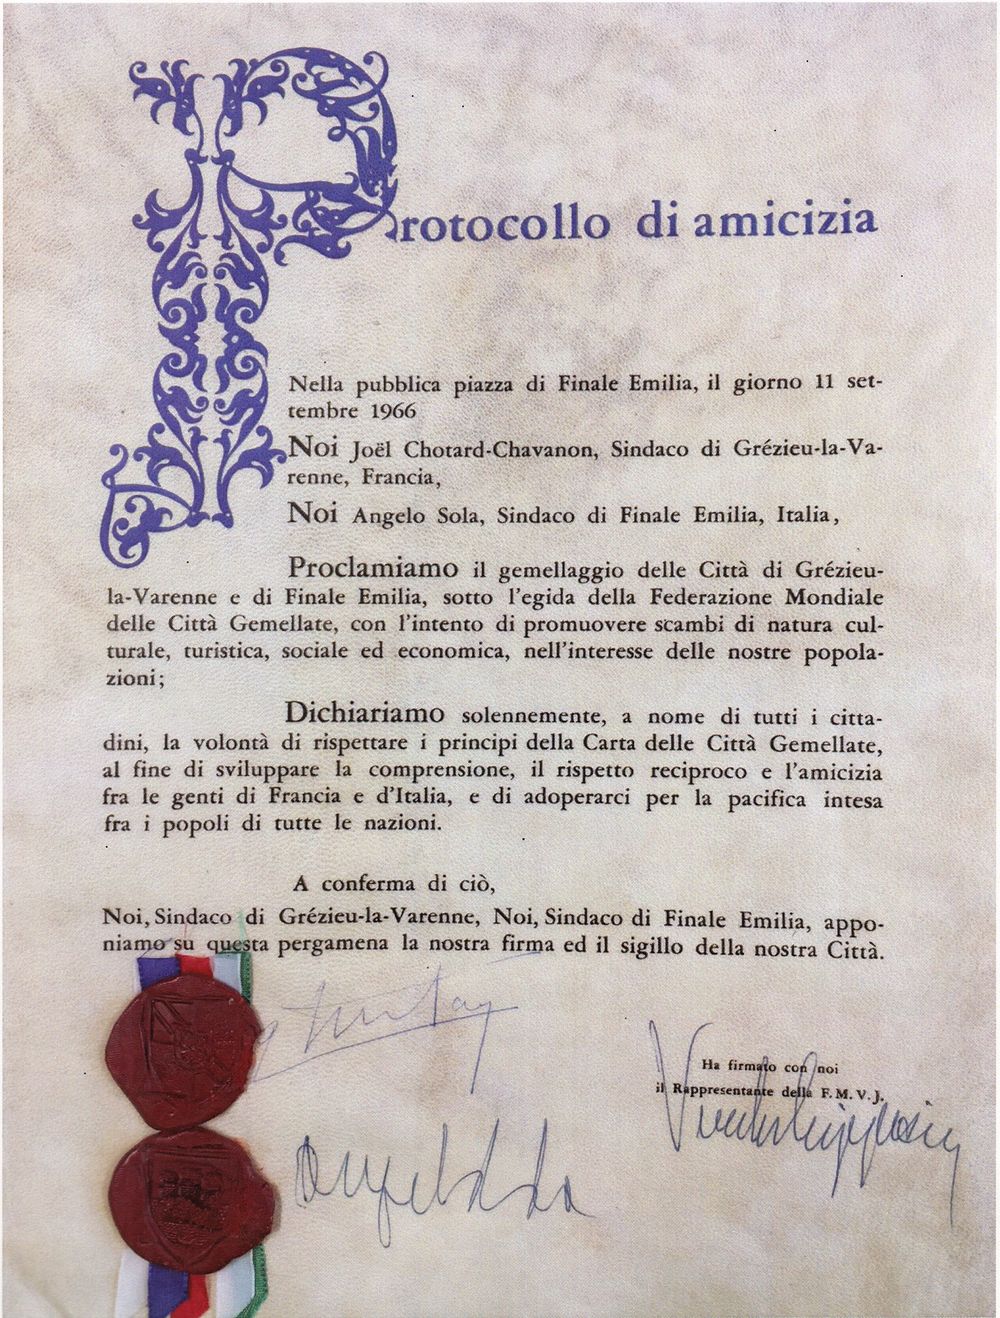 Protocollo di amicizia
Nella pubblica piazza di Finale Emilia, il giorno 11 set-
tembre 1966
Noi Joël Chotard-Chavanon, Sindaco di Grézieu-la-Va-
renne, Francia,
Noi Angelo Sola, Sindaco di Finale Emilia, Italia,
Proclamiamo il gemellaggio delle Città di Grézieu-
la-Varenne e di Finale Emilia, sotto l'egida della Federazione Mondiale
delle Città Gemellate, con l'intento di promuovere scambi di natura cul-
turale, turistica, sociale ed economica, nell'interesse delle nostre popola-
zioni;
Dichiariamo solennemente, a nome di tutti i citta-
dini, la volontà di rispettare i principi della Carta delle Città Gemellate,
al fine di sviluppare la comprensione, il rispetto reciproco e l'amicizia
fra le genti di Francia e d'Italia, e di adoperarci per la pacifica intesa
fra i popoli di tutte le nazioni.
A conferma di ciò,
Noi, Sindaco di Grézieu-la-Varenne, Noi, Sindaco di Finale Emilia, appo-
niamo su questa pergamena la nostra firma ed il sigillo della nostra Città.
Ha firmato con noi
il Rappresentante della F. M. V. J.